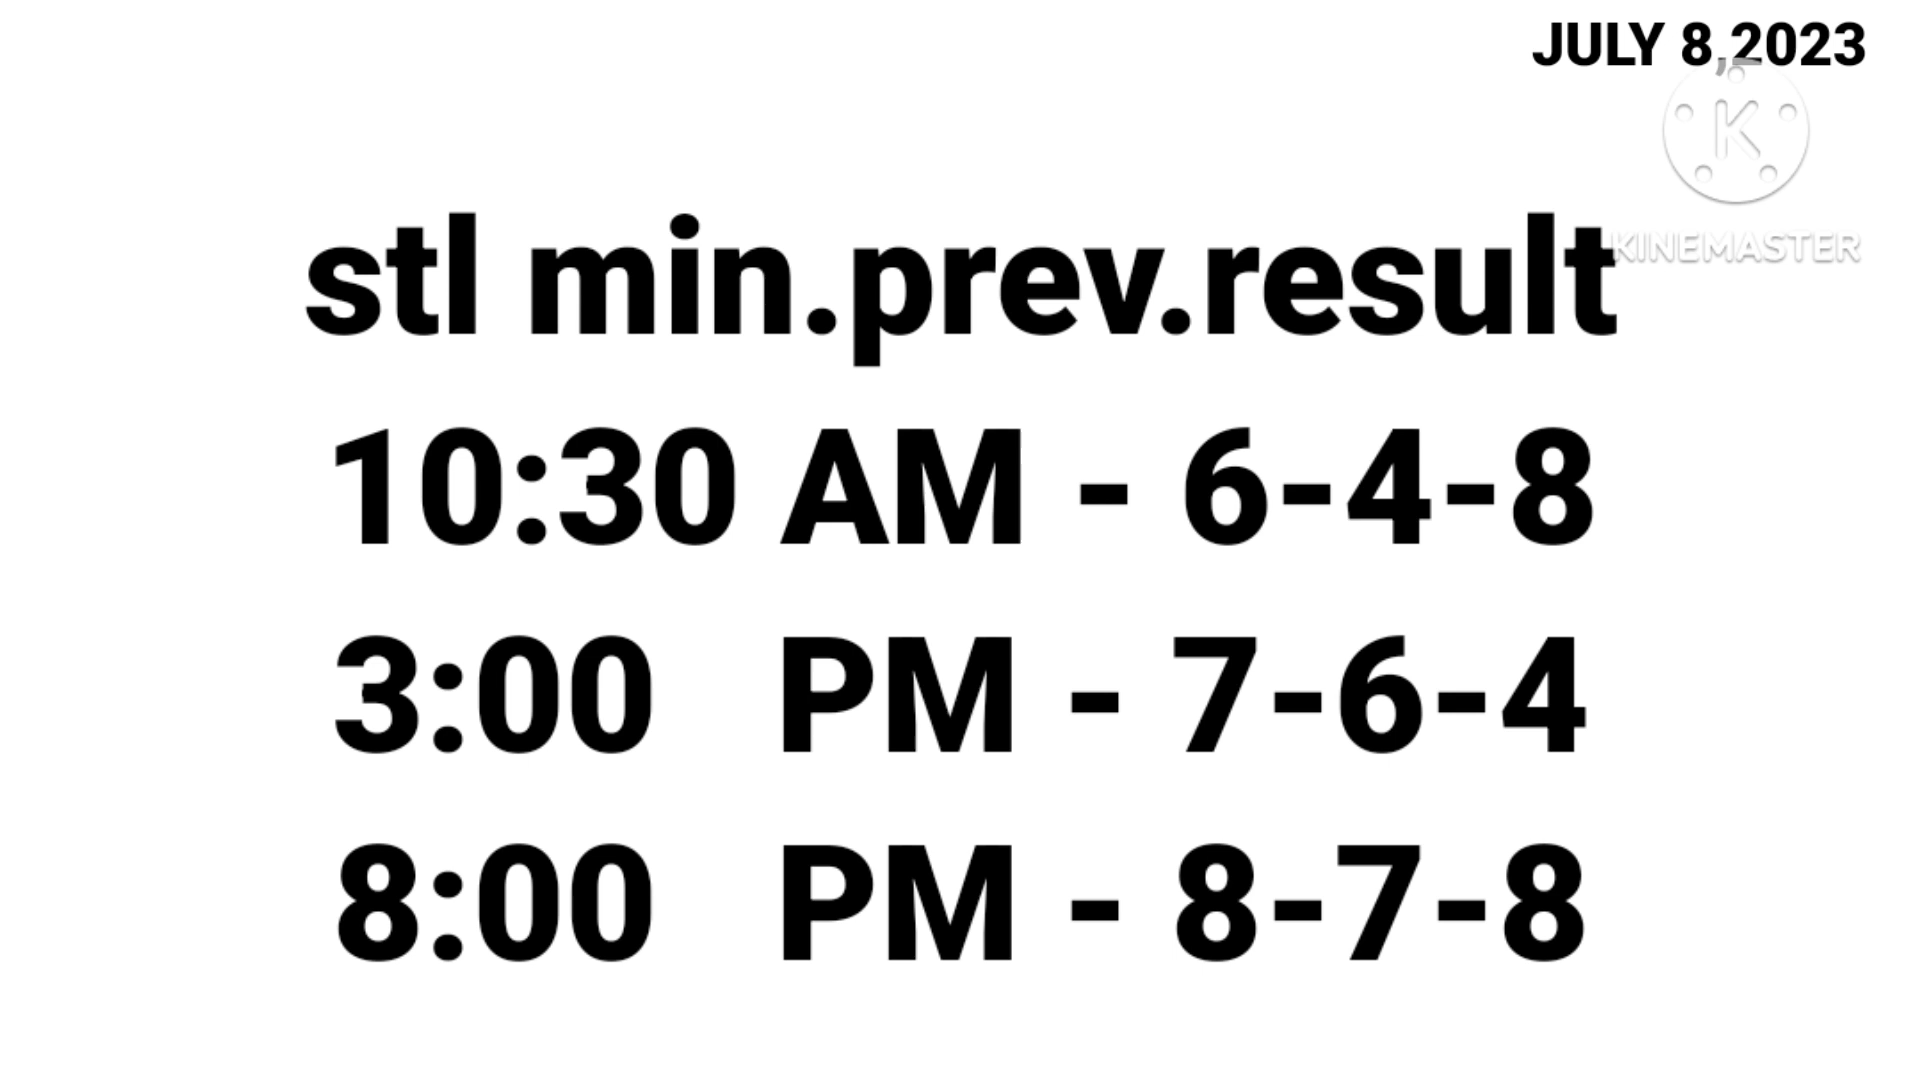 JULY 8,2023
K
KINEMASTER
stl min.prev.result
10:30 AM - 6-4-8
3:00 PM - 7-6-4
8:00 PM - 8-7-8